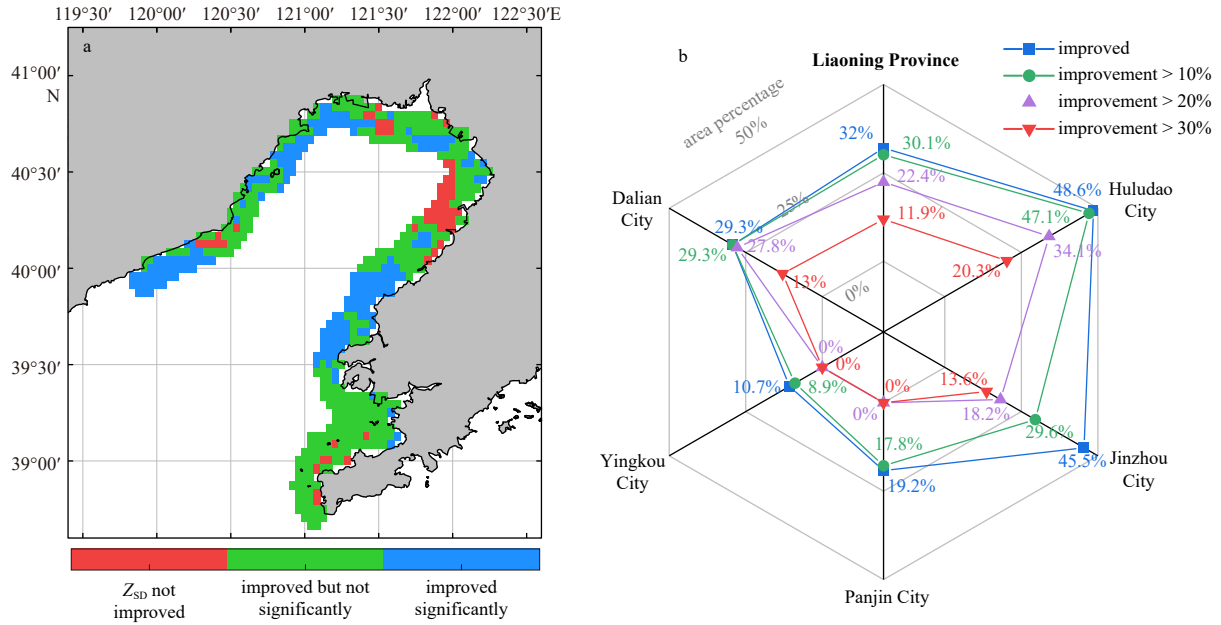 119°30′ 120°00′ 120°30′ 121°00′ 121°30′ 122°00′ 122°30′E
a
41°00′
N
40°30′
40°00′
39°30′
39°00′
Z_SD not
improved
improved but not
significantly
improved
significantly
b
Liaoning Province
improved
improvement > 10%
improvement > 20%
improvement > 30%
area percentage
50%
25%
0%
32%
30.1%
22.4%
11.9%
Huludao
City
48.6%
47.1%
34.1%
20.3%
Dalian
City
29.3%
29.3%
27.8%
13%
0%
0%
10.7%
8.9%
Yingkou
City
0%
0%
17.8%
19.2%
Panjin City
13.6%
18.2%
29.6%
45.5%
Jinzhou
City